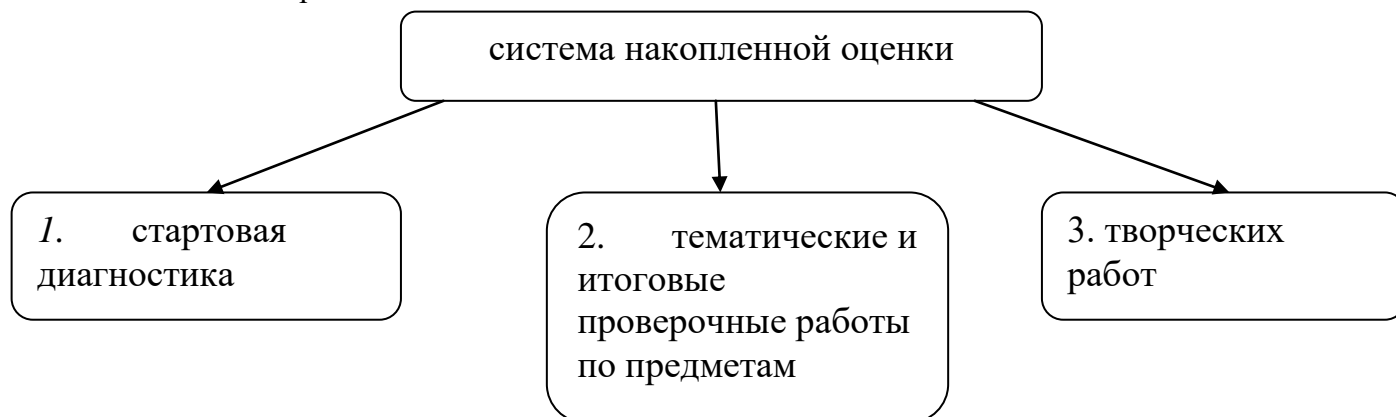 система накопленной оценки
1. стартовая
диагностика
2. тематические и
итоговые
проверочные работы
по предметам
3. творческих
работ